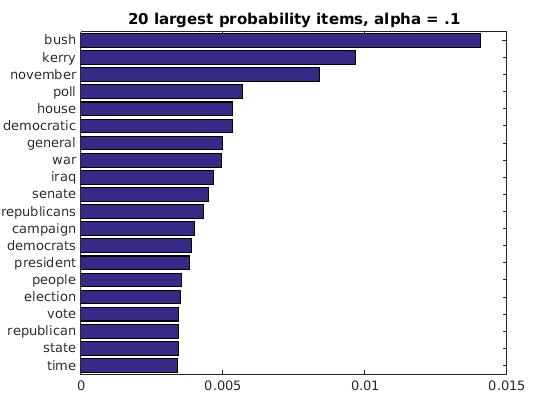 20 largest probability items, alpha = .1
bush
kerry
november
poll
house
democratic
general
war
iraq
senate
republicans
campaign
democrats
president
people
election
vote
republican
state
time
0 0.005 0.01 0.015